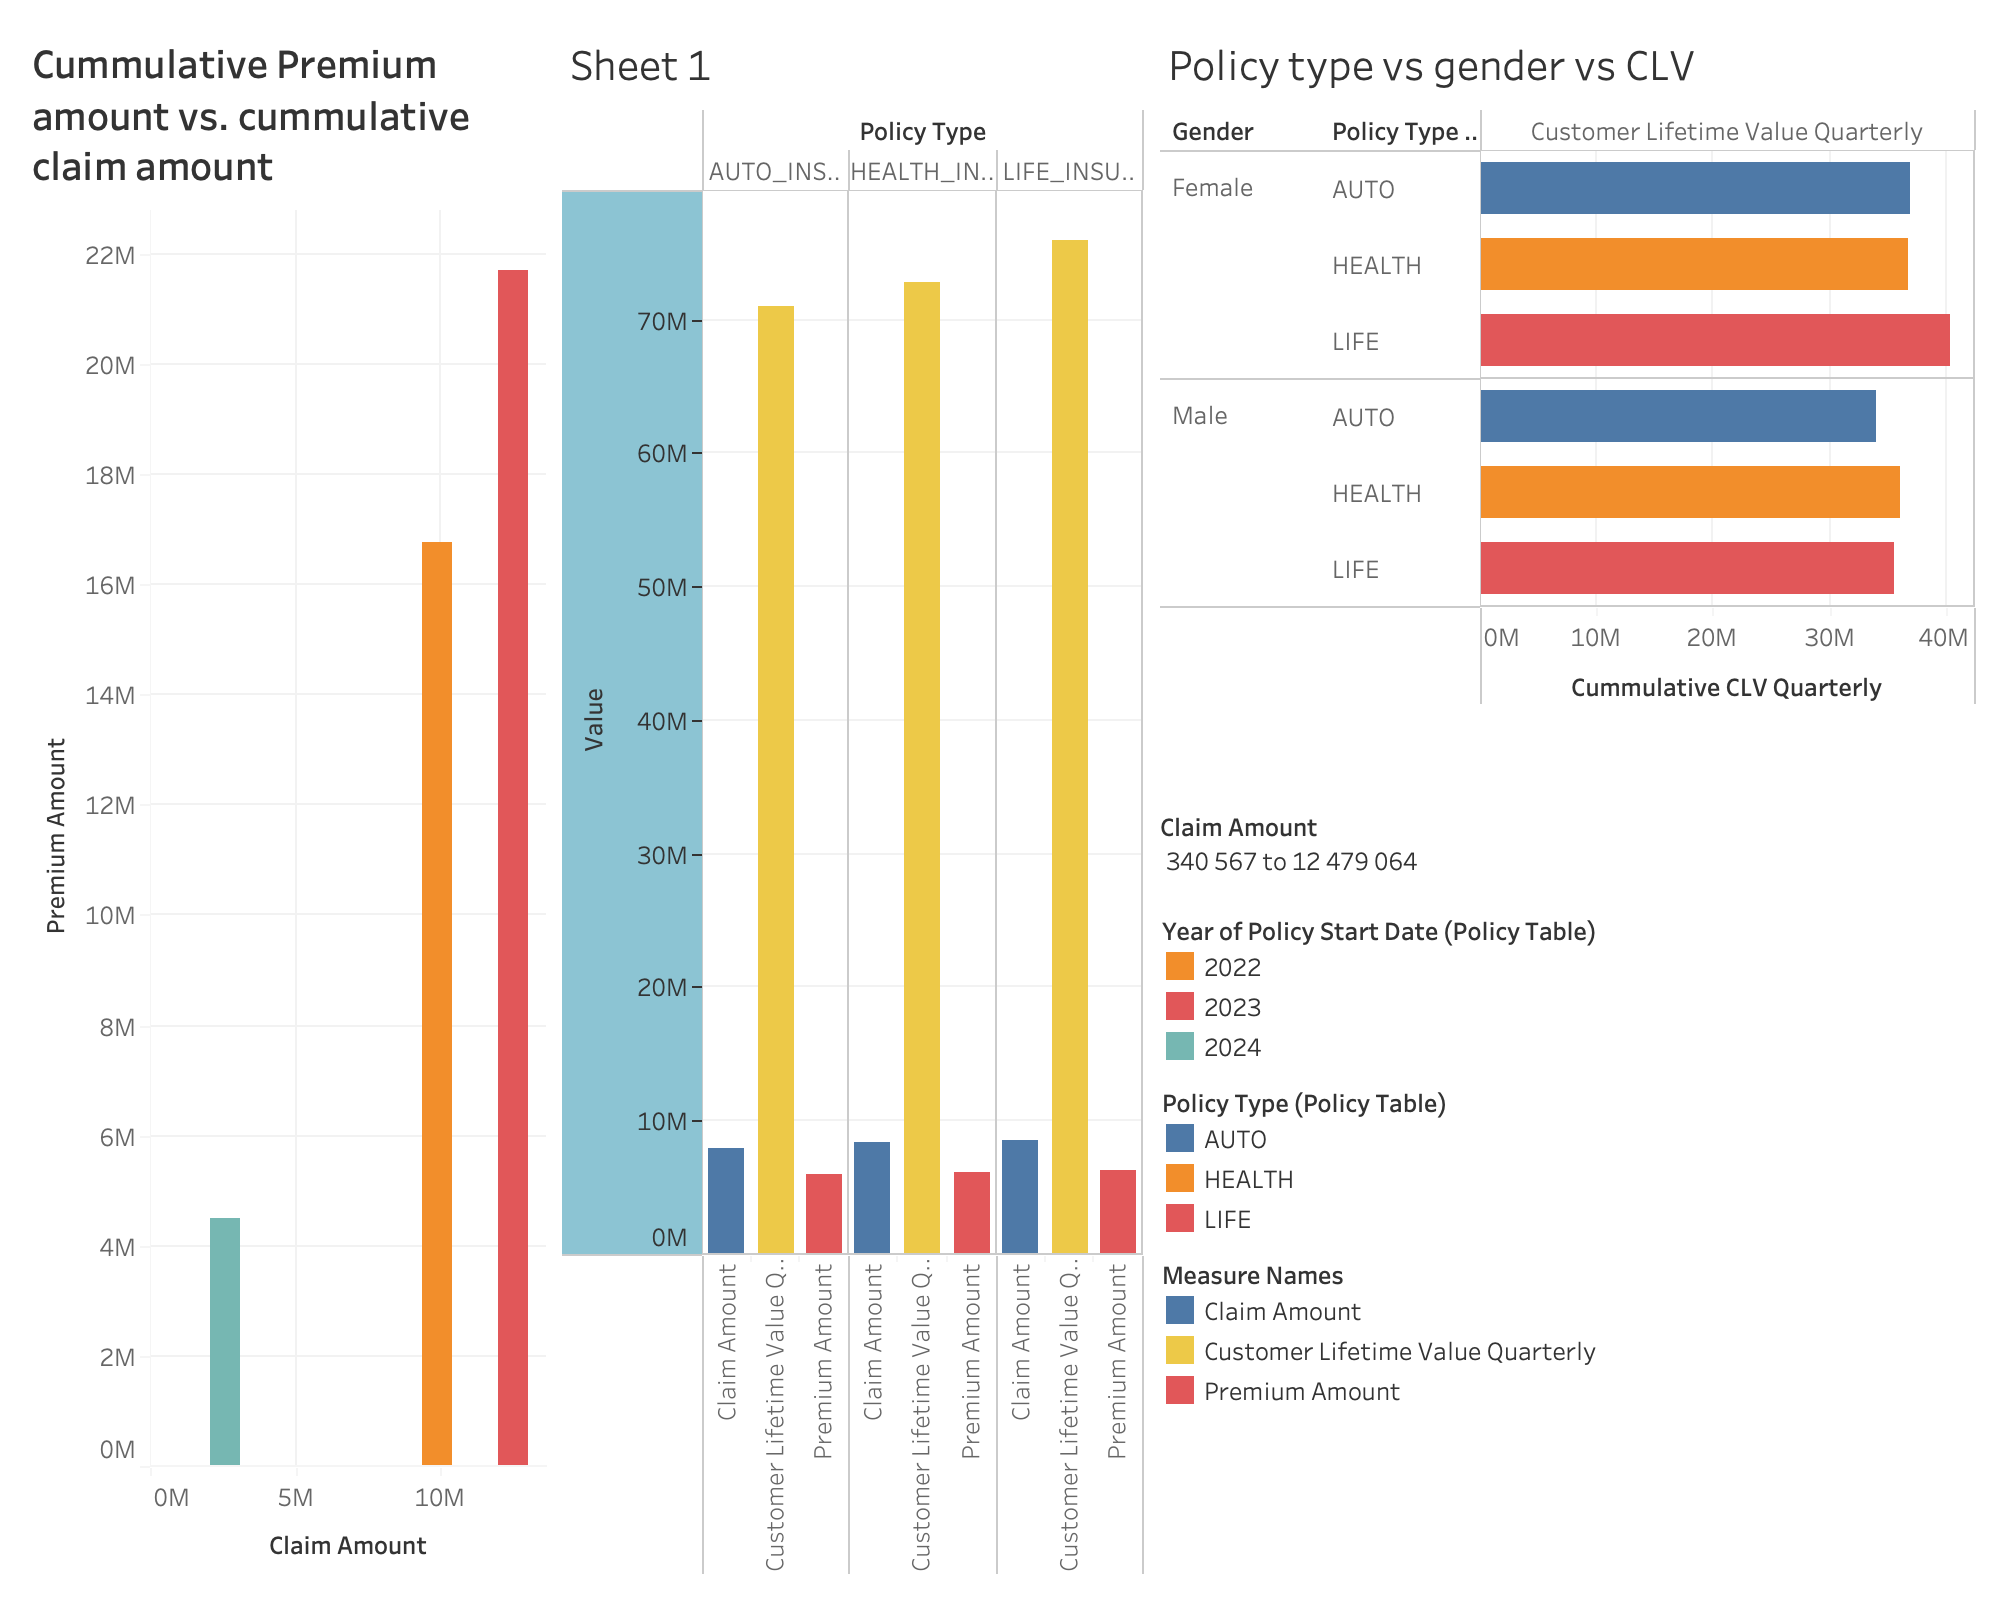 Cummulative Premium
amount vs. cummulative
claim amount
22M
20M
18M
16M
14M
12M
10M
8M
6M
4M
2M
0M
Premium Amount
0M 5M 10M
Claim Amount
Sheet 1
Policy Type
AUTO_INS.. HEALTH_IN.. LIFE_INSU..
70M
60M
50M
40M
30M
20M
10M
0M
Value
Claim Amount
Customer Lifetime Value Q..
Premium Amount
Claim Amount
Customer Lifetime Value Q..
Premium Amount
Claim Amount
Customer Lifetime Value Q..
Premium Amount
Policy type vs gender vs CLV
Gender Policy Type .. Customer Lifetime Value Quarterly
Female AUTO
HEALTH
LIFE
Male AUTO
HEALTH
LIFE
0M 10M 20M 30M 40M
Cummulative CLV Quarterly
Claim Amount
340 567 to 12 479 064
Year of Policy Start Date (Policy Table)
2022
2023
2024
Policy Type (Policy Table)
AUTO
HEALTH
LIFE
Measure Names
Claim Amount
Customer Lifetime Value Quarterly
Premium Amount